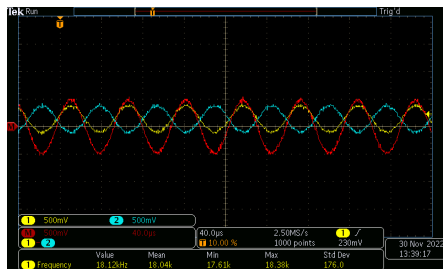 Tek Run Trig'd
1 500mV 2 500mV
M 500mV 40.0µs
1 2
40.0µs 2.50MS/s 1
T 10.00 % 1000 points 230mV
Value Mean Min Max Std Dev
1 Frequency 18.12kHz 18.04k 17.61k 18.38k 176.0
30 Nov 2022
13:39:17